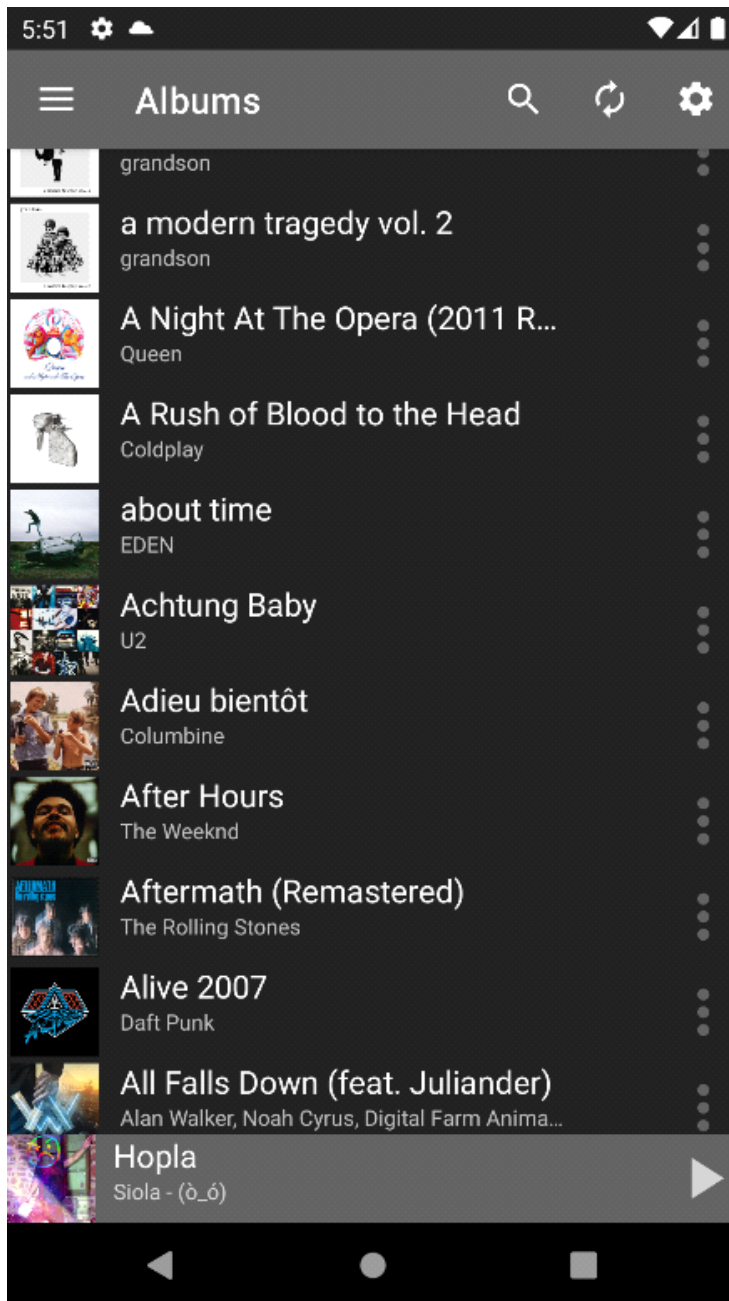 5:51
Albums
grandson
a modern tragedy vol. 2
grandson
A Night At The Opera (2011 R...
Queen
A Rush of Blood to the Head
Coldplay
about time
EDEN
Achtung Baby
U2
Adieu bientôt
Columbine
After Hours
The Weeknd
AFTERMATH
Aftermath (Remastered)
The Rolling Stones
Alive 2007
Daft Punk
All Falls Down (feat. Juliander)
Alan Walker, Noah Cyrus, Digital Farm Anima...
Hopla
Siola - (ò_ó)